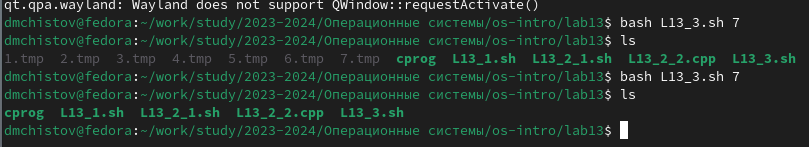 qt.qpa.wayland: Wayland does not support QWindow::requestActivate()
dmchistov@fedora:~/work/study/2023-2024/Операционные системы/os-intro/lab13$ bash L13_3.sh 7
dmchistov@fedora:~/work/study/2023-2024/Операционные системы/os-intro/lab13$ ls
1.tmp 2.tmp 3.tmp 4.tmp 5.tmp 6.tmp 7.tmp cprog L13_1.sh L13_2_1.sh L13_2_2.cpp L13_3.sh
dmchistov@fedora:~/work/study/2023-2024/Операционные системы/os-intro/lab13$ bash L13_3.sh 7
dmchistov@fedora:~/work/study/2023-2024/Операционные системы/os-intro/lab13$ ls
cprog L13_1.sh L13_2_1.sh L13_2_2.cpp L13_3.sh
dmchistov@fedora:~/work/study/2023-2024/Операционные системы/os-intro/lab13$